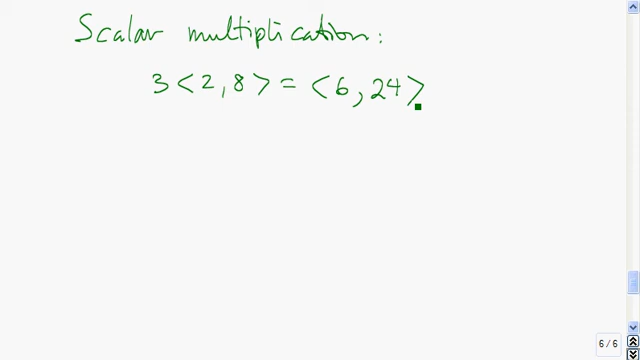 Scalar multiplication:
3 < 2 , 8 > = < 6 , 24 >
6 / 6